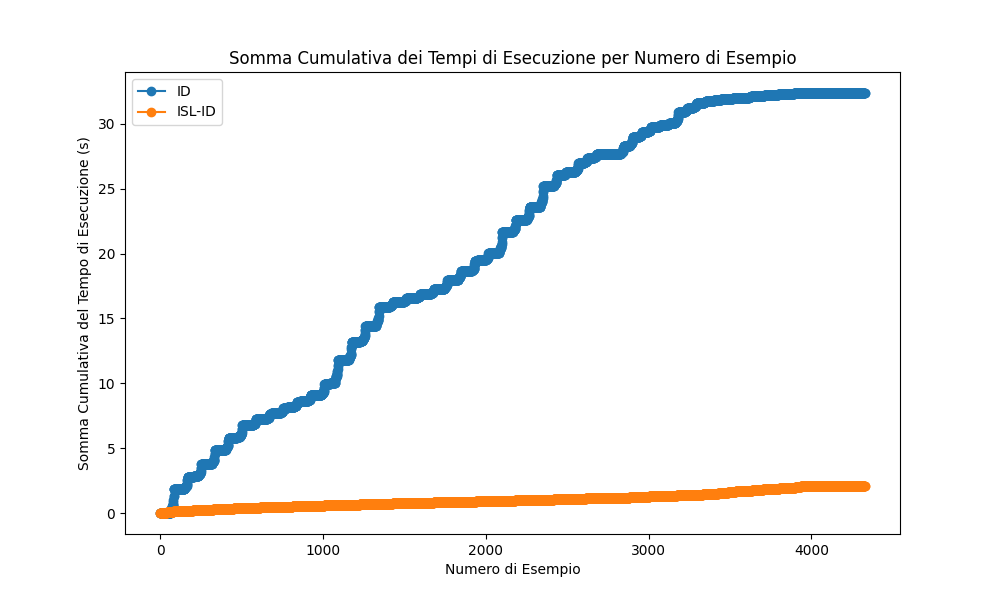 Somma Cumulativa dei Tempi di Esecuzione per Numero di Esempio
ID
ISL-ID
Somma Cumulativa del Tempo di Esecuzione (s)
30
25
20
15
10
5
0
0 1000 2000 3000 4000
Numero di Esempio